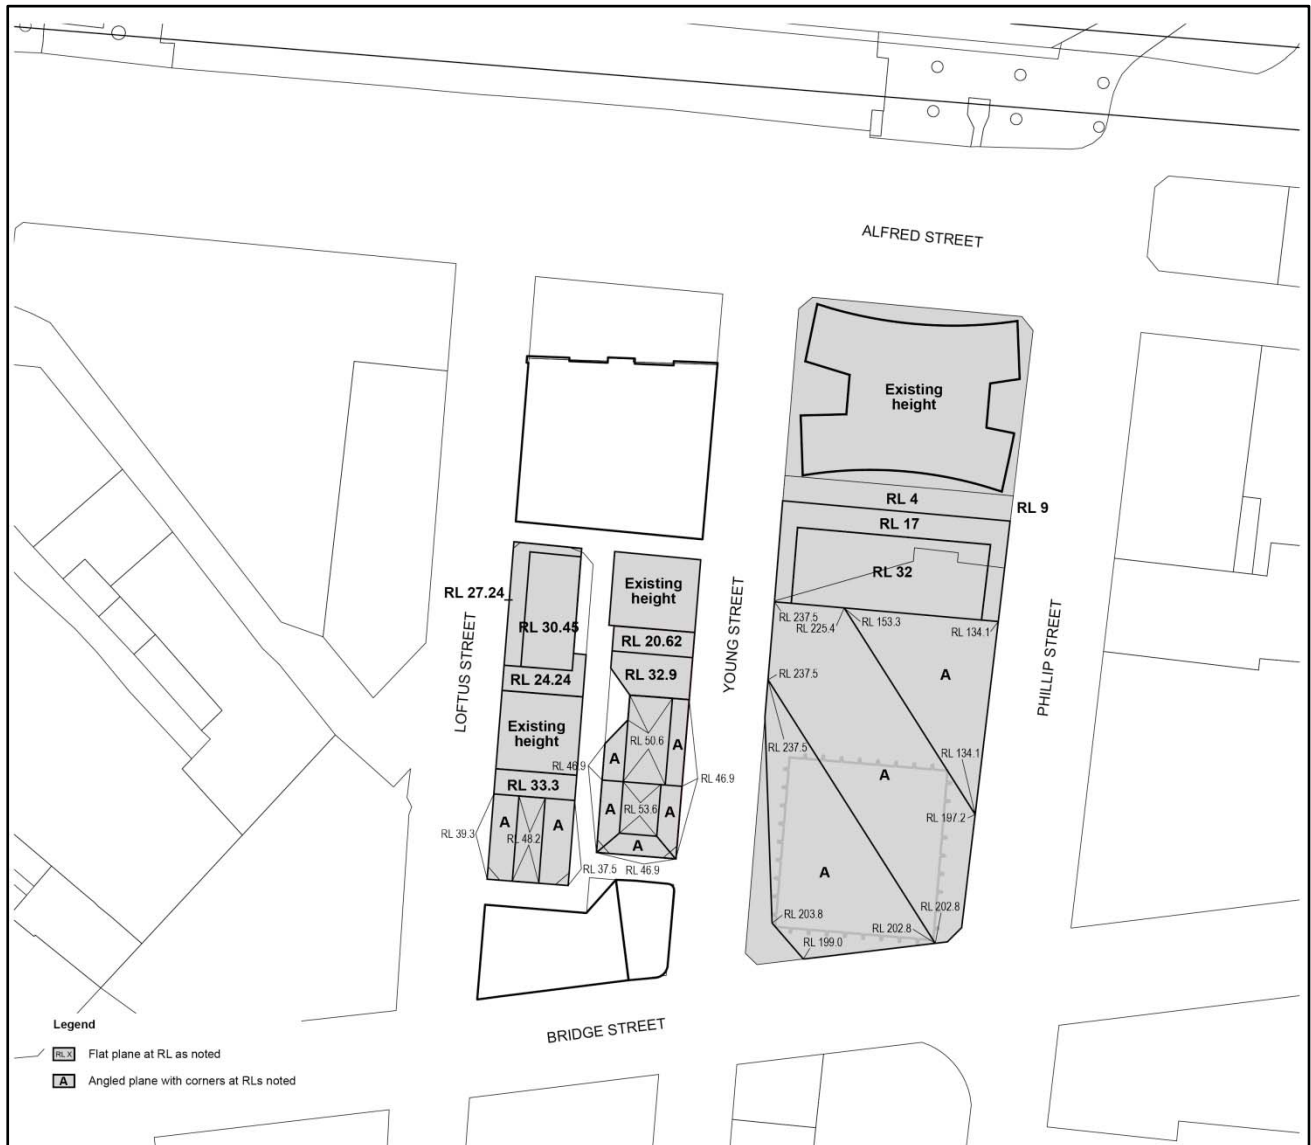 ALFRED STREET
Existing
height
RL 4
RL 9
RL 17
RL 32
RL 27.24
RL 30.45
Existing
height
RL 20.62
RL 32.9
RL 24.24
LOFTUS STREET
YOUNG STREET
PHILLIP STREET
RL 237.5
RL 225.4
RL 153.3
RL 134.1
A
RL 237.5
RL 237.5
RL 134.1
A
RL 197.2
A
RL 203.8
RL 202.8
RL 202.8
RL 199.0
Existing
height
RL 33.3
RL 50.6
A
A
RL 46.9
RL 46.9
RL 53.6
A
A
A
RL 39.3
A
A
RL 48.2
RL 37.5
RL 46.9
BRIDGE STREET
Legend
RL X
Flat plane at RL as noted
A
Angled plane with corners at RLs noted